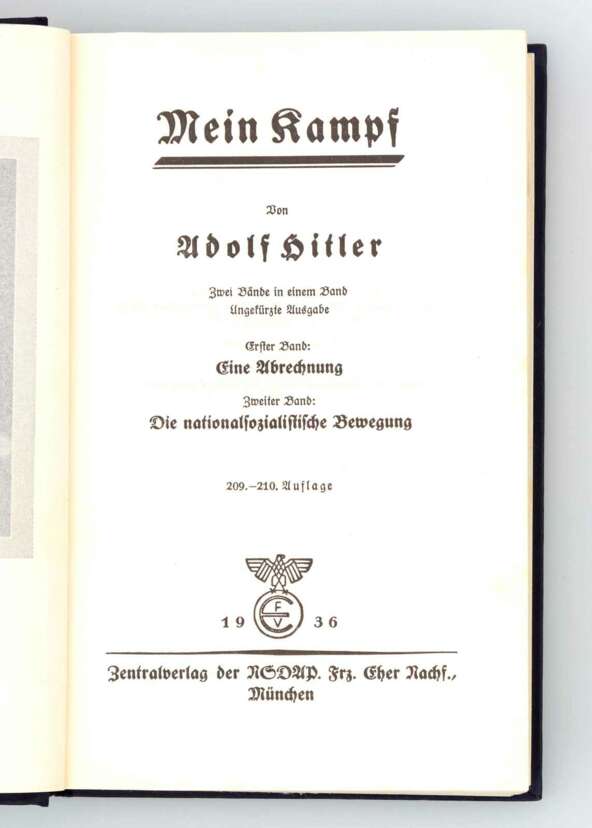 Mein Kampf
Von
Adolf Hitler
Zwei Bände in einem Band
Ungekürzte Ausgabe
Erster Band:
Eine Abrechnung
Zweiter Band:
Die nationalsozialistische Bewegung
209.–210. Auflage
19 F E V 36
Zentralverlag der NSDAP. Frz. Eher Nachf.,
München